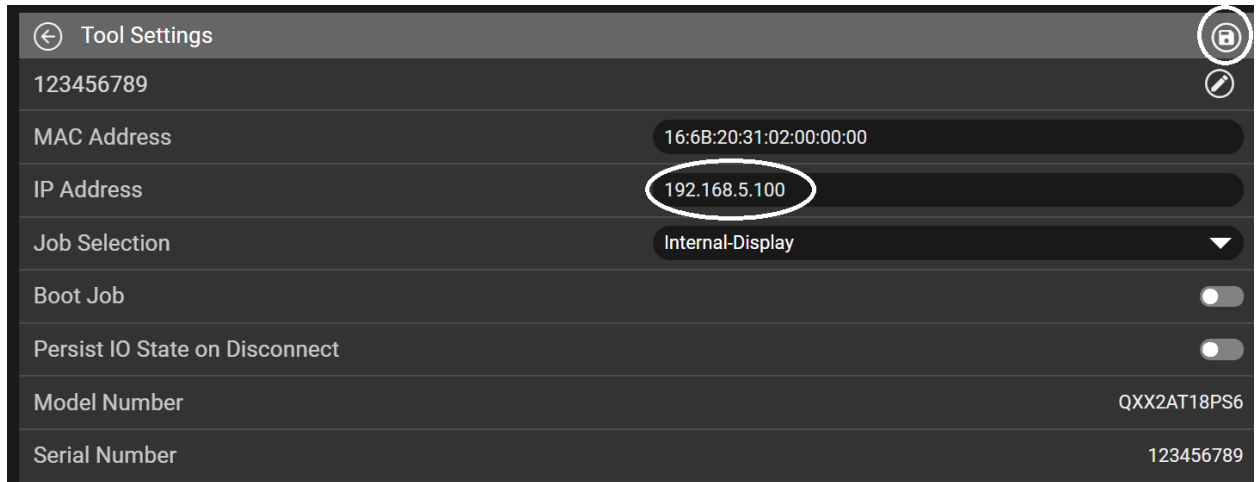 Tool Settings
123456789
MAC Address 16:6B:20:31:02:00:00:00
IP Address 192.168.5.100
Job Selection Internal-Display
Boot Job
Persist IO State on Disconnect
Model Number QXX2AT18PS6
Serial Number 123456789